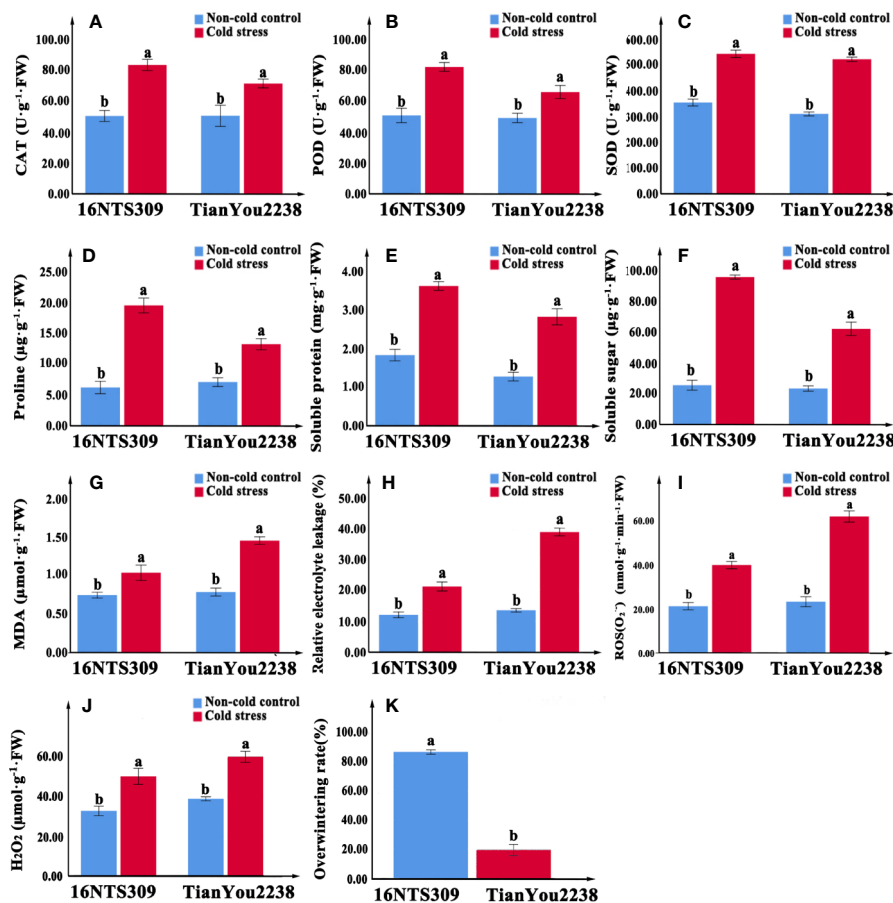 A
Non-cold control
Cold stress
CAT (U·g⁻¹·FW)
100.00
80.00
60.00
40.00
20.00
0.00
b
a
b
a
16NTS309
TianYou2238
B
Non-cold control
Cold stress
POD (U·g⁻¹·FW)
100.00
80.00
60.00
40.00
20.00
0.00
b
a
b
a
16NTS309
TianYou2238
C
Non-cold control
Cold stress
SOD (U·g⁻¹·FW)
600.00
500.00
400.00
300.00
200.00
100.00
0.00
b
a
b
a
16NTS309
TianYou2238
D
Non-cold control
Cold stress
Proline (μg·g⁻¹·FW)
25.00
20.00
15.00
10.00
5.00
0.00
b
a
b
a
16NTS309
TianYou2238
E
Non-cold control
Cold stress
Soluble protein (mg·g⁻¹·FW)
4.00
3.00
2.00
1.00
0.00
b
a
b
a
16NTS309
TianYou2238
F
Non-cold control
Cold stress
Soluble sugar (μg·g⁻¹·FW)
100.00
80.00
60.00
40.00
20.00
0.00
b
a
b
a
16NTS309
TianYou2238
G
Non-cold control
Cold stress
MDA (μmol·g⁻¹·FW)
2.00
1.50
1.00
0.50
0.00
b
a
b
a
16NTS309
TianYou2238
H
Non-cold control
Cold stress
Relative electrolyte leakage (%)
50.00
40.00
30.00
20.00
10.00
0.00
b
a
b
a
16NTS309
TianYou2238
I
Non-cold control
Cold stress
ROS(O₂⁻) (nmol·g⁻¹·min⁻¹·FW)
60.00
40.00
20.00
0.00
b
a
b
a
16NTS309
TianYou2238
J
Non-cold control
Cold stress
H₂O₂ (μmol·g⁻¹·FW)
60.00
40.00
20.00
0.00
b
a
b
a
16NTS309
TianYou2238
K
Overwintering rate(%)
100.00
80.00
60.00
40.00
20.00
0.00
a
b
16NTS309
TianYou2238